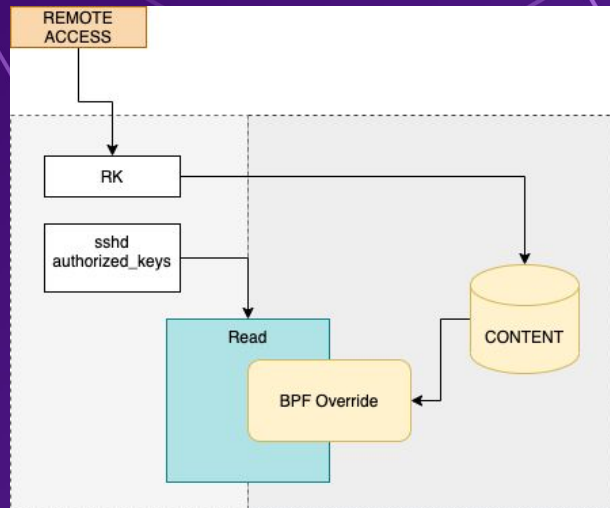 REMOTE
ACCESS
RK
sshd
authorized_keys
Read
CONTENT
BPF Override